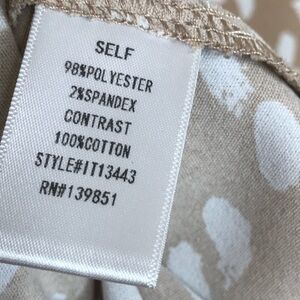 SELF
98%POLYESTER
2%SPANDEX
CONTRAST
100%COTTON
STYLE#IT13443
RN#139851